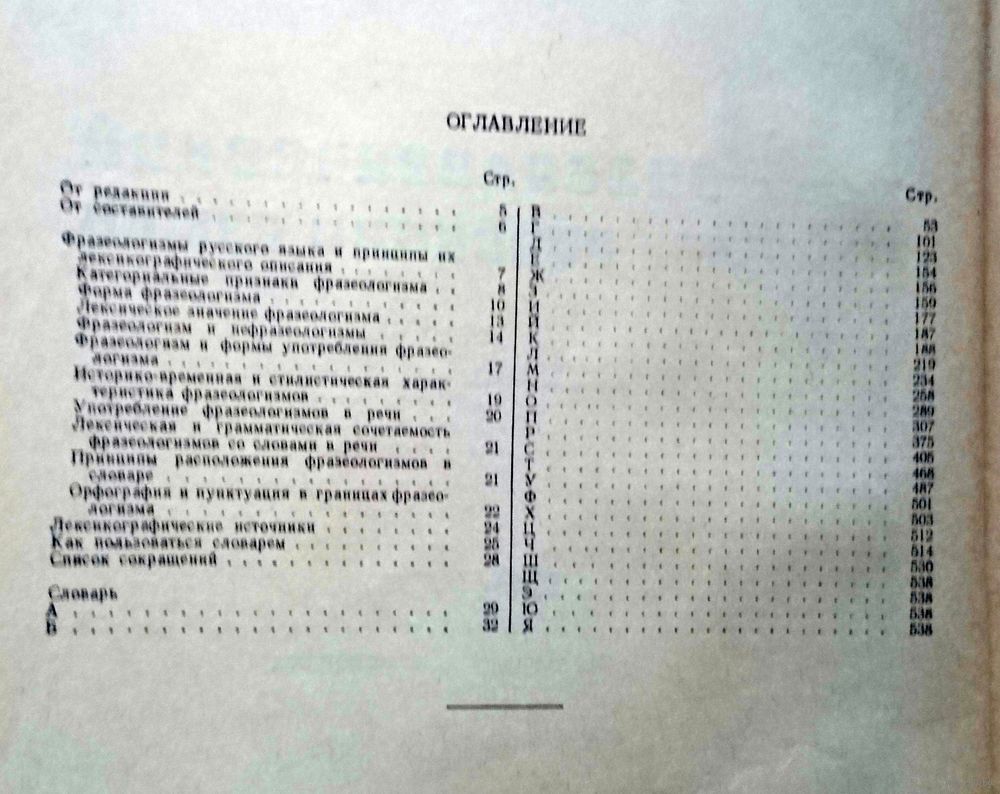 ОГЛАВЛЕНИЕ
Стр.
От редакции . . . . . . . . . . . . . . . . 5
От составителей . . . . . . . . . . . . . . 6
Фразеологизмы русского языка и принципы их
лексикографического описания . . . . . . 7
Категориальные признаки фразеологизма . . 8
Форма фразеологизма . . . . . . . . . . . 10
Лексическое значение фразеологизма . . . . 13
Фразеологизм и нефразеологизмы . . . . . 14
Фразеологизм и формы употребления фразео-
логизма . . . . . . . . . . . . . . . 17
Историко-временная и стилистическая харак-
теристика фразеологизмов . . . . . . . 19
Употребление фразеологизмов в речи . . . 20
Лексическая и грамматическая сочетаемость
фразеологизмов со словами в речи . . . . 21
Принципы расположения фразеологизмов в
словаре . . . . . . . . . . . . . . . 21
Орфография и пунктуация в границах фразео-
логизма . . . . . . . . . . . . . . . 22
Лексикографические источники . . . . . . . 24
Как пользоваться словарем . . . . . . . . . 25
Список сокращений . . . . . . . . . . . . 28
Словарь
А . . . . . . . . . . . . . . . . . . . 29
Б . . . . . . . . . . . . . . . . . . . 32
Стр.
В . . . . . . . . . . . . . . . . . . . 53
Г . . . . . . . . . . . . . . . . . . . 101
Д . . . . . . . . . . . . . . . . . . . 123
Е . . . . . . . . . . . . . . . . . . . 154
Ж . . . . . . . . . . . . . . . . . . . 156
З . . . . . . . . . . . . . . . . . . . 159
И . . . . . . . . . . . . . . . . . . . 177
Й . . . . . . . . . . . . . . . . . . . 187
К . . . . . . . . . . . . . . . . . . . 188
Л . . . . . . . . . . . . . . . . . . . 219
М . . . . . . . . . . . . . . . . . . . 234
Н . . . . . . . . . . . . . . . . . . . 258
О . . . . . . . . . . . . . . . . . . . 289
П . . . . . . . . . . . . . . . . . . . 307
Р . . . . . . . . . . . . . . . . . . . 375
С . . . . . . . . . . . . . . . . . . . 405
Т . . . . . . . . . . . . . . . . . . . 468
У . . . . . . . . . . . . . . . . . . . 487
Ф . . . . . . . . . . . . . . . . . . . 501
Х . . . . . . . . . . . . . . . . . . . 503
Ц . . . . . . . . . . . . . . . . . . . 512
Ч . . . . . . . . . . . . . . . . . . . 514
Ш . . . . . . . . . . . . . . . . . . . 530
Щ . . . . . . . . . . . . . . . . . . . 538
Э . . . . . . . . . . . . . . . . . . . 538
Ю . . . . . . . . . . . . . . . . . . . 538
Я . . . . . . . . . . . . . . . . . . . 538